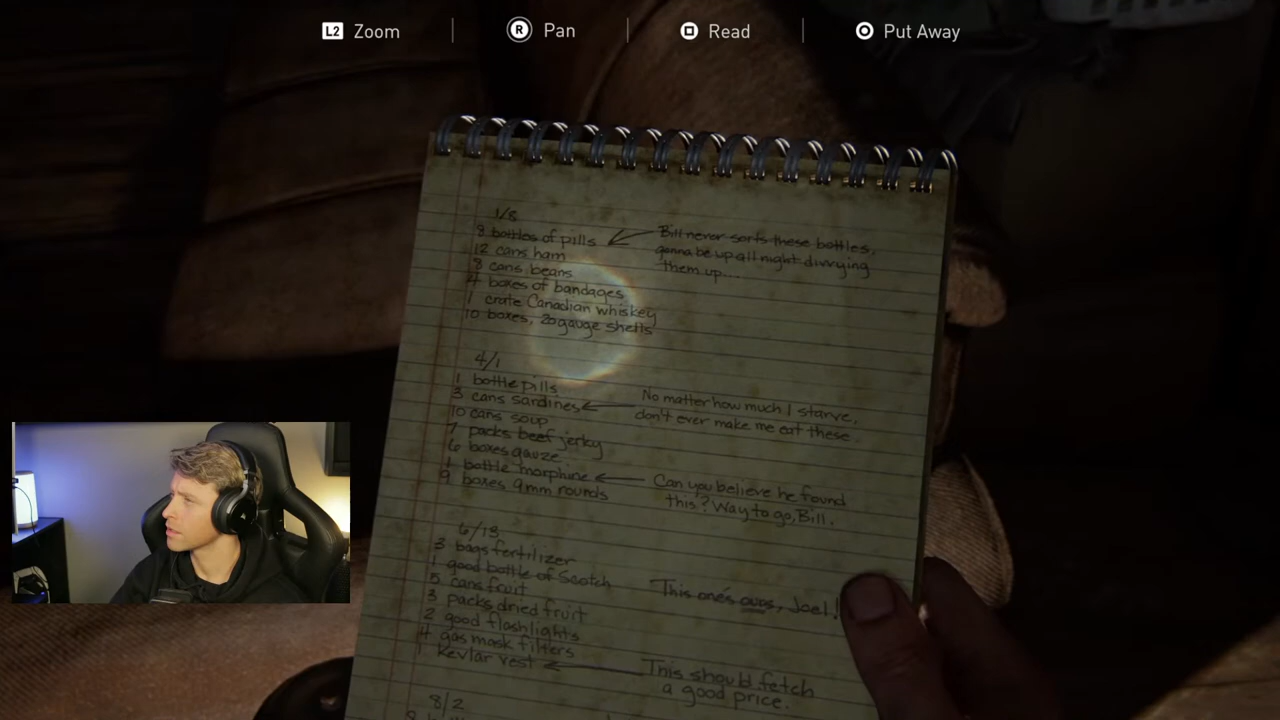 L2 Zoom
R Pan
Read
Put Away
1/8
8 bottles of pills
Bill never sorts these bottles,
gonna be up all night divvying
them up...
12 cans ham
8 cans beans
4 boxes of bandages
1 crate Canadian whiskey
10 boxes, 20 gauge shells
4/1
1 bottle pills
3 cans sardines
No matter how much I starve,
don't ever make me eat these
10 cans soup
7 packs beef jerky
6 boxes gauze
1 bottle morphine
Can you believe he found
this? Way to go, Bill.
9 boxes 9mm rounds
6/13
3 bags fertilizer
1 good bottle of Scotch
This ones ours, Joel!
5 cans fruit
3 packs dried fruit
2 good flashlights
4 gas mask filters
1 Kevlar vest
This should fetch
a good price.
8/2